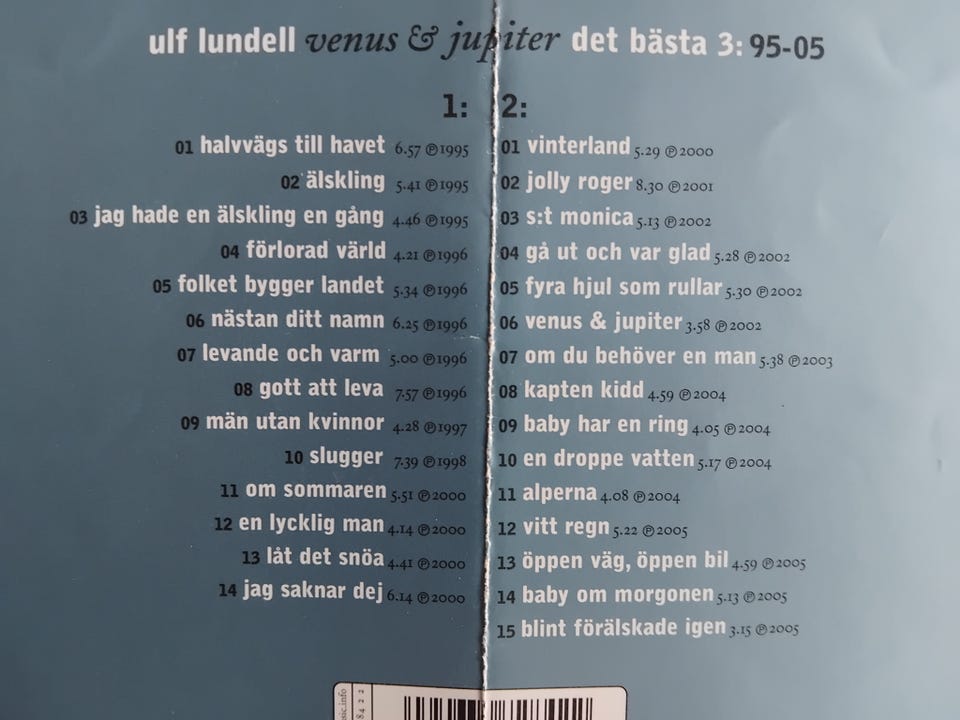 ulf lundell venus & jupiter det bästa 3: 95-05
1:
01 halvvägs till havet 6.57 ℗1995
02 älskling 5.41 ℗1995
03 jag hade en älskling en gång 4.46 ℗1995
04 förlorad värld 4.21 ℗1996
05 folket bygger landet 5.34 ℗1996
06 nästan ditt namn 6.25 ℗1996
07 levande och varm 5.00 ℗1996
08 gott att leva 7.57 ℗1996
09 män utan kvinnor 4.28 ℗1997
10 slugger 7.39 ℗1998
11 om sommaren 5.51 ℗2000
12 en lycklig man 4.14 ℗2000
13 låt det snöa 4.41 ℗2000
14 jag saknar dej 6.14 ℗2000
2:
01 vinterland 5.29 ℗2000
02 jolly roger 8.30 ℗2001
03 s:t monica 5.13 ℗2002
04 gå ut och var glad 5.28 ℗2002
05 fyra hjul som rullar 5.30 ℗2002
06 venus & jupiter 3.58 ℗2002
07 om du behöver en man 5.38 ℗2003
08 kapten kidd 4.59 ℗2004
09 baby har en ring 4.05 ℗2004
10 en droppe vatten 5.17 ℗2004
11 alperna 4.08 ℗2004
12 vitt regn 5.22 ℗2005
13 öppen väg, öppen bil 4.59 ℗2005
14 baby om morgonen 5.13 ℗2005
15 blint förälskade igen 3.15 ℗2005